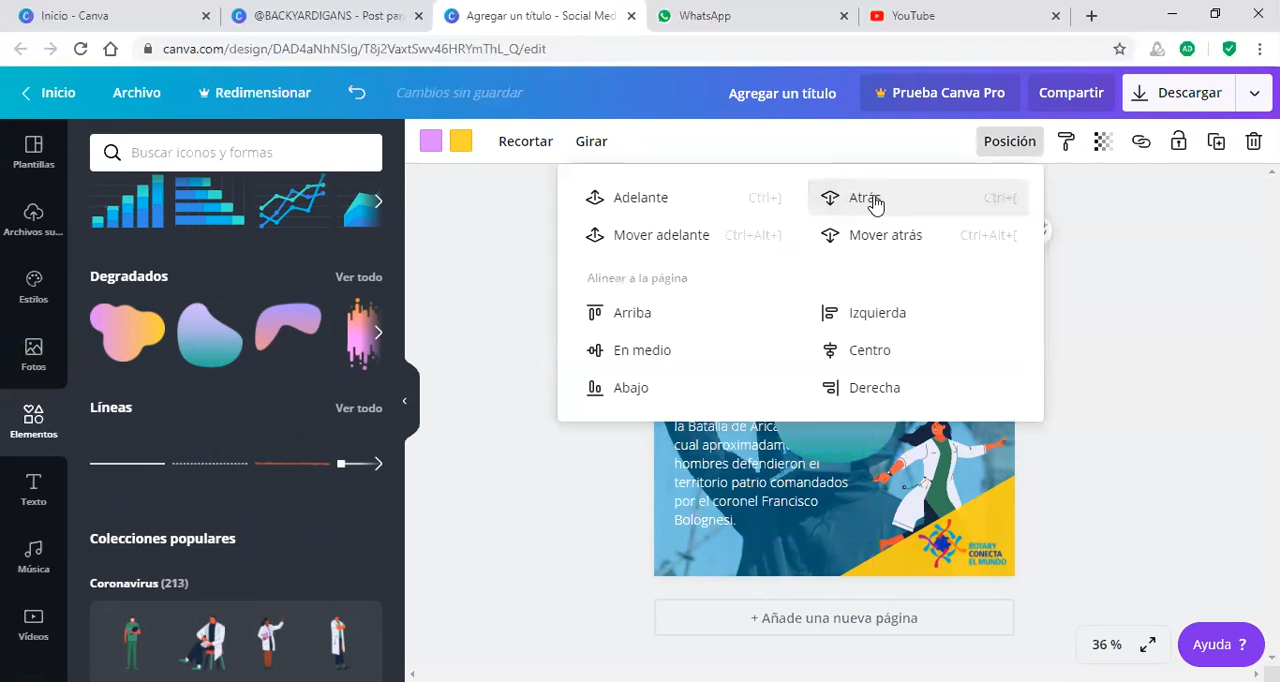 Inicio - Canva
@BACKYARDIGANS - Post par
Agregar un título - Social Med
WhatsApp
YouTube
canva.com/design/DAD4aNhNSIg/T8j2VaxtSwv46HRYmThL_Q/edit
AD
Inicio
Archivo
Redimensionar
Cambios sin guardar
Agregar un título
Prueba Canva Pro
Compartir
Descargar
Plantillas
Archivos su...
Estilos
Fotos
Elementos
Texto
Música
Vídeos
Buscar iconos y formas
Degradados
Ver todo
Líneas
Ver todo
Colecciones populares
Coronavirus (213)
Recortar
Girar
Posición
Adelante Ctrl+]
Atrás Ctrl+[
Mover adelante Ctrl+Alt+]
Mover atrás Ctrl+Alt+[
Alinear a la página
Arriba
Izquierda
En medio
Centro
Abajo
Derecha
la Batalla de Arica
cual aproximadam
hombres defendieron el
territorio patrio comandados
por el coronel Francisco
Bolognesi.
ROTARY
CONECTA
EL MUNDO
+ Añade una nueva página
36 %
Ayuda ?